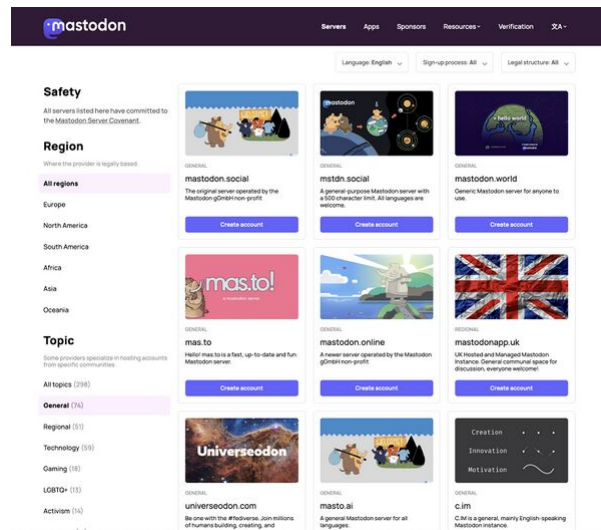 mastodon
Servers Apps Sponsors Resources Verification 文A
Language: English Sign-up process: All Legal structure: All
Safety
All servers listed here have committed to
the Mastodon Server Covenant.
Region
Where the provider is legally based.
All regions
Europe
North America
South America
Africa
Asia
Oceania
Topic
Some providers specialize in hosting accounts
from specific communities.
All topics (298)
General (74)
Regional (51)
Technology (59)
Gaming (18)
LGBTQ+ (13)
Activism (14)
GENERAL
mastodon.social
The original server operated by the
Mastodon gGmbH non-profit
Create account
mastodon
GENERAL
mstdn.social
A general-purpose Mastodon server with
a 500 character limit. All languages are
welcome.
Create account
hello world
GENERAL
mastodon.world
Generic Mastodon server for anyone to
use.
Create account
mas.to!
a mastodon server
GENERAL
mas.to
Hello! mas.to is a fast, up-to-date and fun
Mastodon server.
Create account
GENERAL
mastodon.online
A newer server operated by the Mastodon
gGmbH non-profit
Create account
REGIONAL
mastodonapp.uk
UK Hosted and Managed Mastodon
Instance. General communal space for
discussion, everyone welcome!
Create account
Universeodon
GENERAL
universeodon.com
Be one with the #fediverse. Join millions
of humans building, creating, and
WELCOME
GENERAL
masto.ai
A general Mastodon server for all
languages.
Creation
Innovation
Motivation
GENERAL
c.im
C.IM is a general, mainly English-speaking
Mastodon instance.